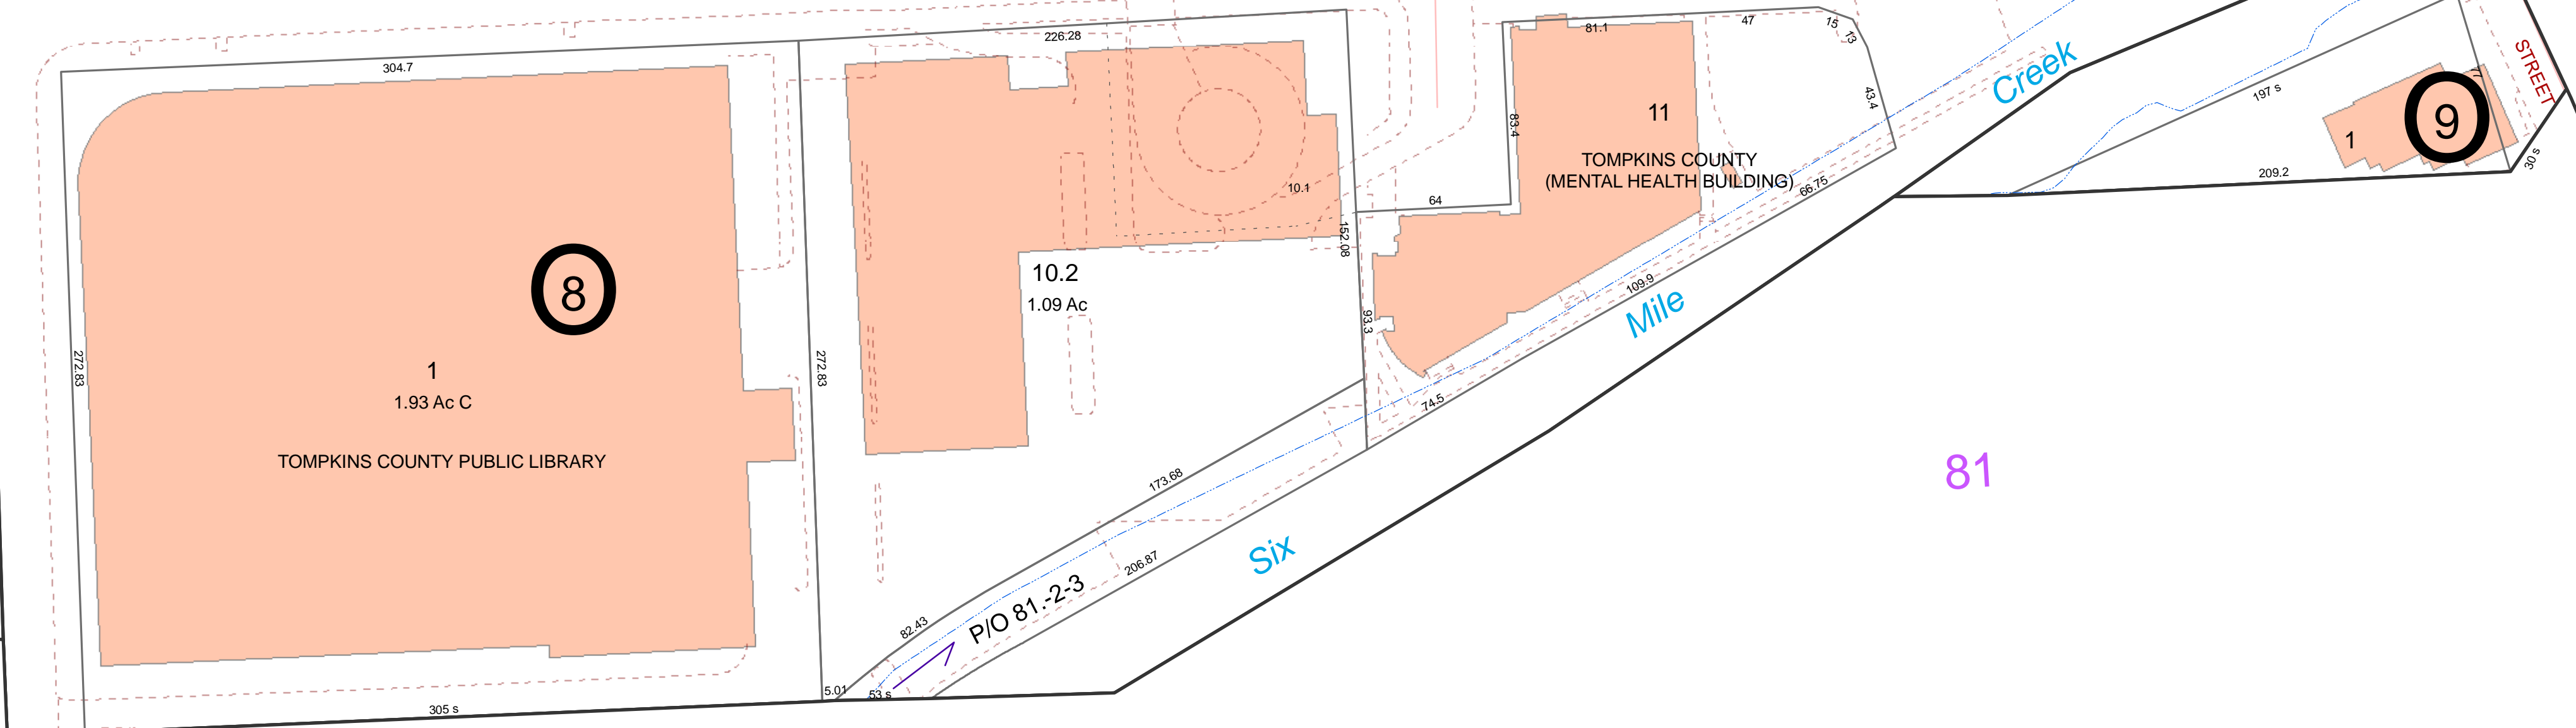 304.7
272.83
8
1
1.93 Ac C
TOMPKINS COUNTY PUBLIC LIBRARY
305 s
272.83
226.28
10.1
10.2
1.09 Ac
152.08
93.3
173.68
82.43
5.01
53 s
P/O 81.-2-3
206.87
74.5
109.9
66.75
64
83.4
81.1
47
15
13
43.4
11
TOMPKINS COUNTY
(MENTAL HEALTH BUILDING)
Six
Mile
Creek
81
197 s
209.2
1
9
30 s
STREET